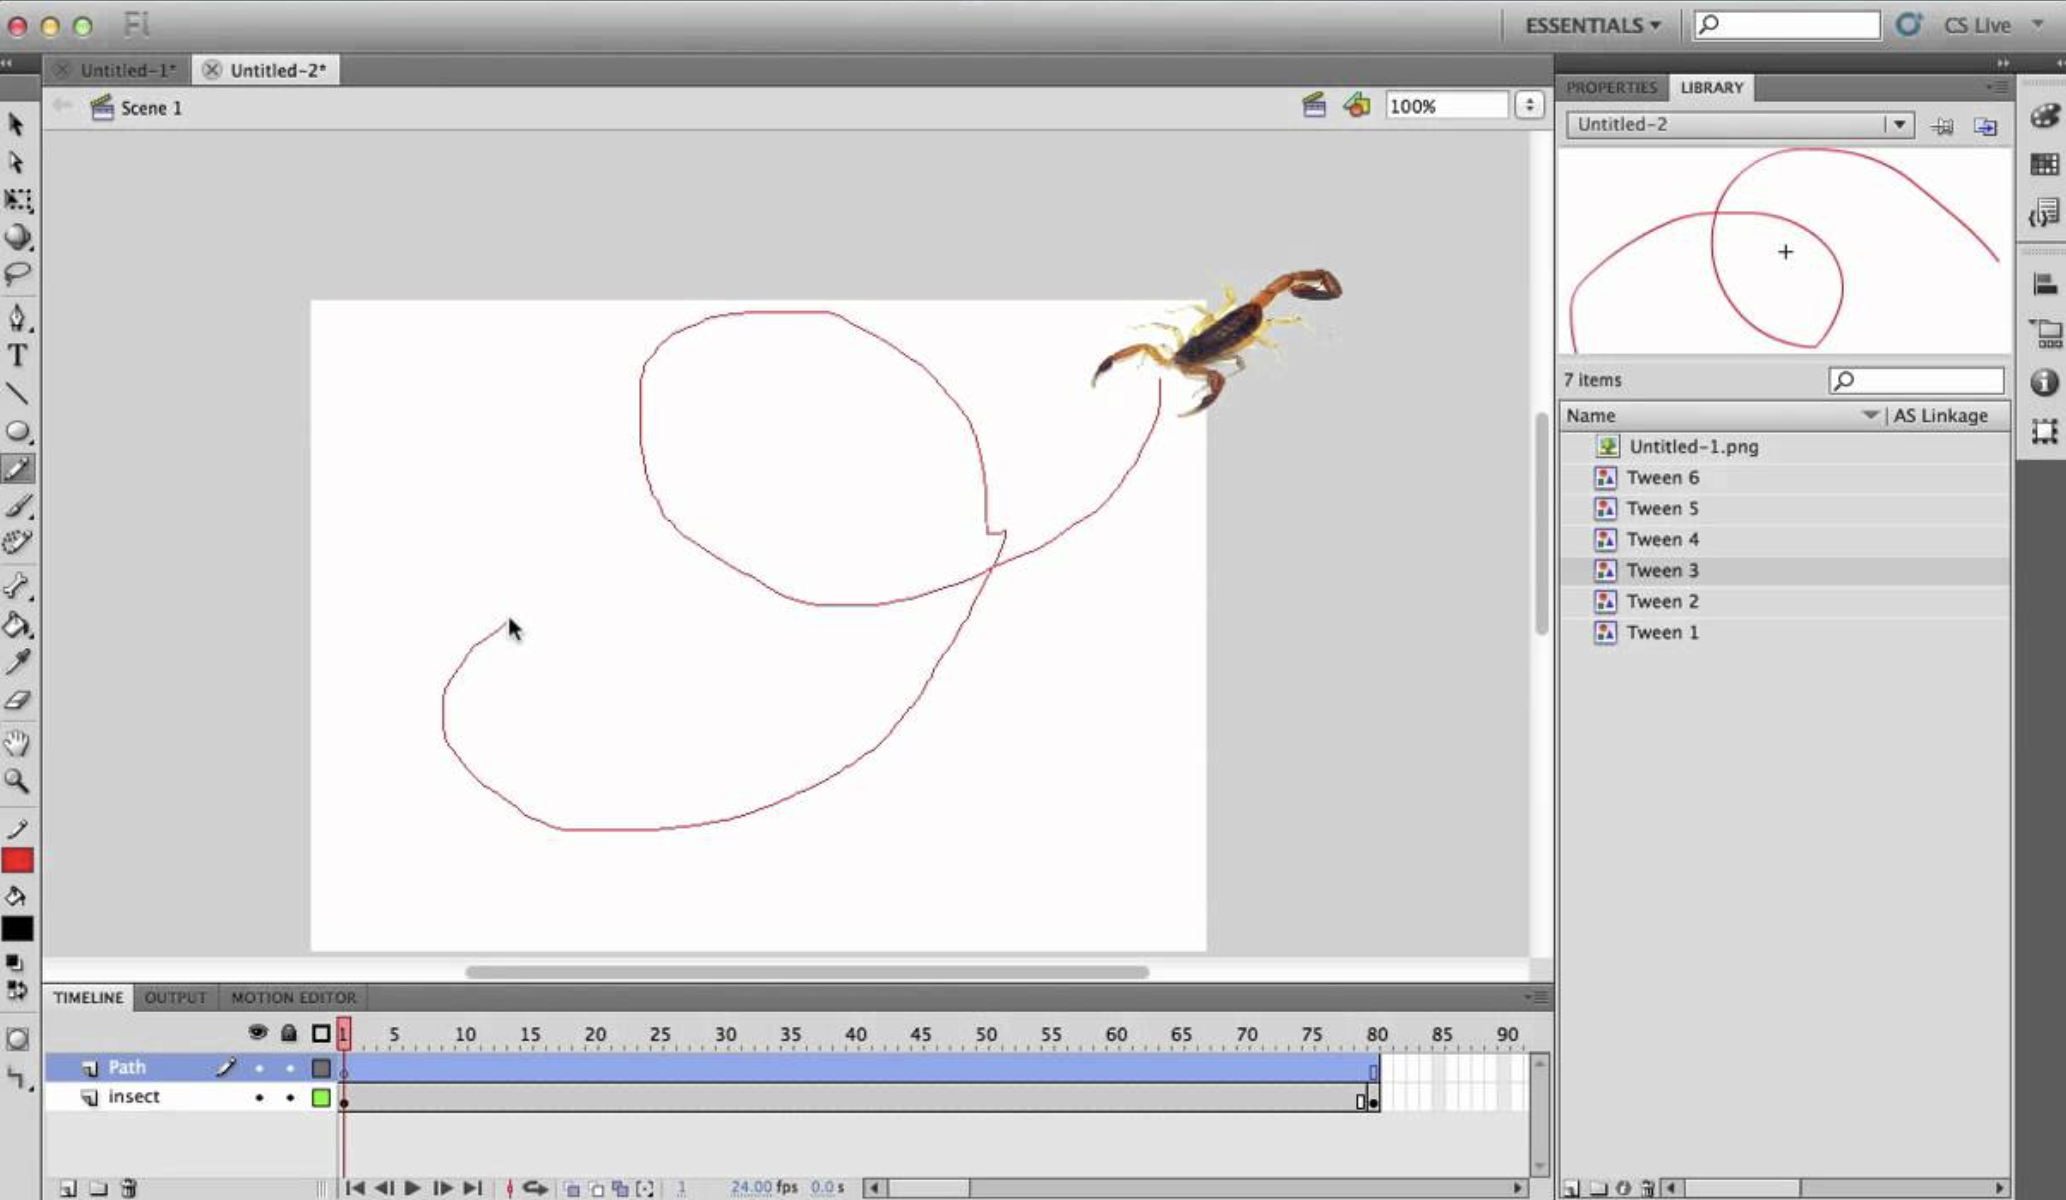 Fl
ESSENTIALS
CS Live
Untitled-1*
Untitled-2*
Scene 1
100%
PROPERTIES
LIBRARY
Untitled-2
7 items
Name
AS Linkage
Untitled-1.png
Tween 6
Tween 5
Tween 4
Tween 3
Tween 2
Tween 1
T
TIMELINE
OUTPUT
MOTION EDITOR
1 5 10 15 20 25 30 35 40 45 50 55 60 65 70 75 80 85 90
Path
insect
1
24.00 fps
0.0 s